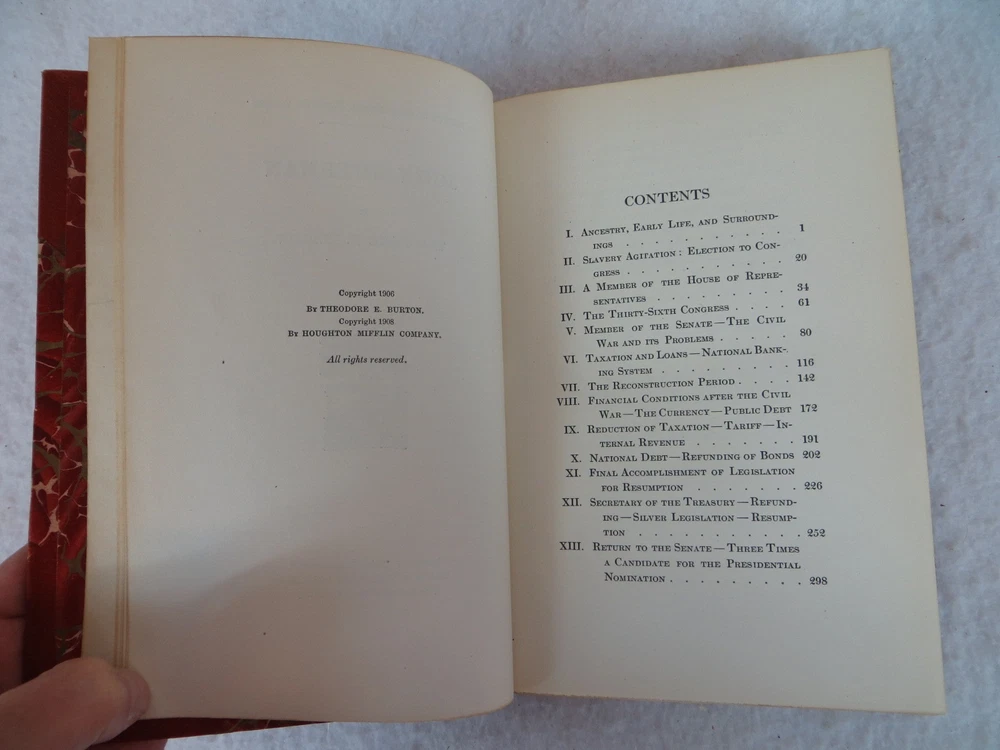 Copyright 1906
By THEODORE E. BURTON.
Copyright 1908
By HOUGHTON MIFFLIN COMPANY.
All rights reserved.
CONTENTS
I. Ancestry, Early Life, and Surround-
ings . . . . . . . . . . . 1
II. Slavery Agitation: Election to Con-
gress . . . . . . . . . . . 20
III. A Member of the House of Repre-
sentatives . . . . . . . . . 34
IV. The Thirty-Sixth Congress . . . . 61
V. Member of the Senate—The Civil
War and its Problems . . . . . 80
VI. Taxation and Loans—National Bank-
ing System . . . . . . . . . 116
VII. The Reconstruction Period . . . . 142
VIII. Financial Conditions after the Civil
War—The Currency—Public Debt 172
IX. Reduction of Taxation—Tariff—In-
ternal Revenue . . . . . . . 191
X. National Debt—Refunding of Bonds 202
XI. Final Accomplishment of Legislation
for Resumption . . . . . . . 226
XII. Secretary of the Treasury—Refund-
ing—Silver Legislation—Resump-
tion . . . . . . . . . . . 252
XIII. Return to the Senate—Three Times
a Candidate for the Presidential
Nomination . . . . . . . . . 298